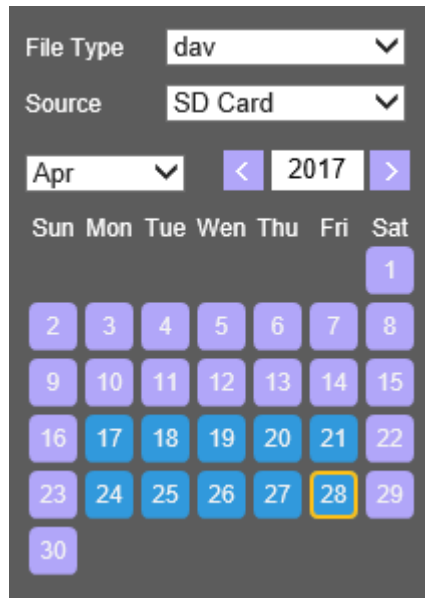 File Type dav
Source SD Card
Apr < 2017 >
Sun Mon Tue Wen Thu Fri Sat
1
2 3 4 5 6 7 8
9 10 11 12 13 14 15
16 17 18 19 20 21 22
23 24 25 26 27 28 29
30